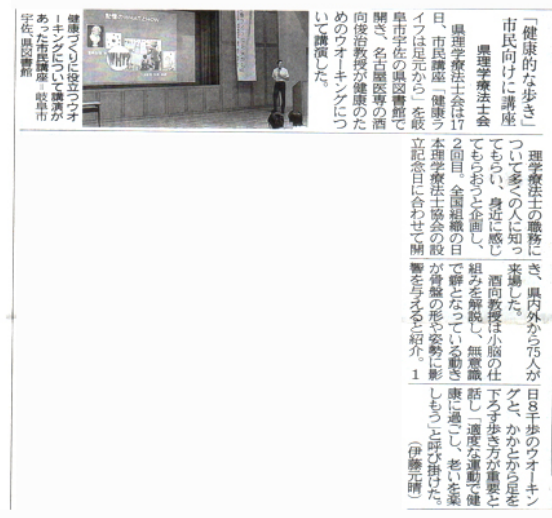 「健康的な歩き」
市民向けに講座
県理学療法士会
県理学療法士会は17
日、市民講座「健康ラ
イフは足元から」を岐
阜市宇佐の県図書館で
開き、名古屋医専の酒
向俊治教授が健康のた
めのウオーキングにつ
いて講演した。
健康づくりに役立つウオ
ーキングについて講演が
あった市民講座=岐阜市
宇佐、県図書館
理学療法士の職務に
ついて多くの人に知っ
てもらい、身近に感じ
てもらおうと企画し、
2回目。全国組織の日
本理学療法士協会の設
立記念日に合わせて開
き、県内外から75人が
来場した。
酒向教授は小脳の仕
組みを解説し、無意識
で癖となっている動き
が骨盤の形や姿勢に影
響を与えると紹介。1
日8千歩のウオーキン
グと、かかとから足を
下ろす歩き方が重要と
話し「適度な運動で健
康に過ごし、老いを楽
しもう」と呼び掛けた。
(伊藤元晴)